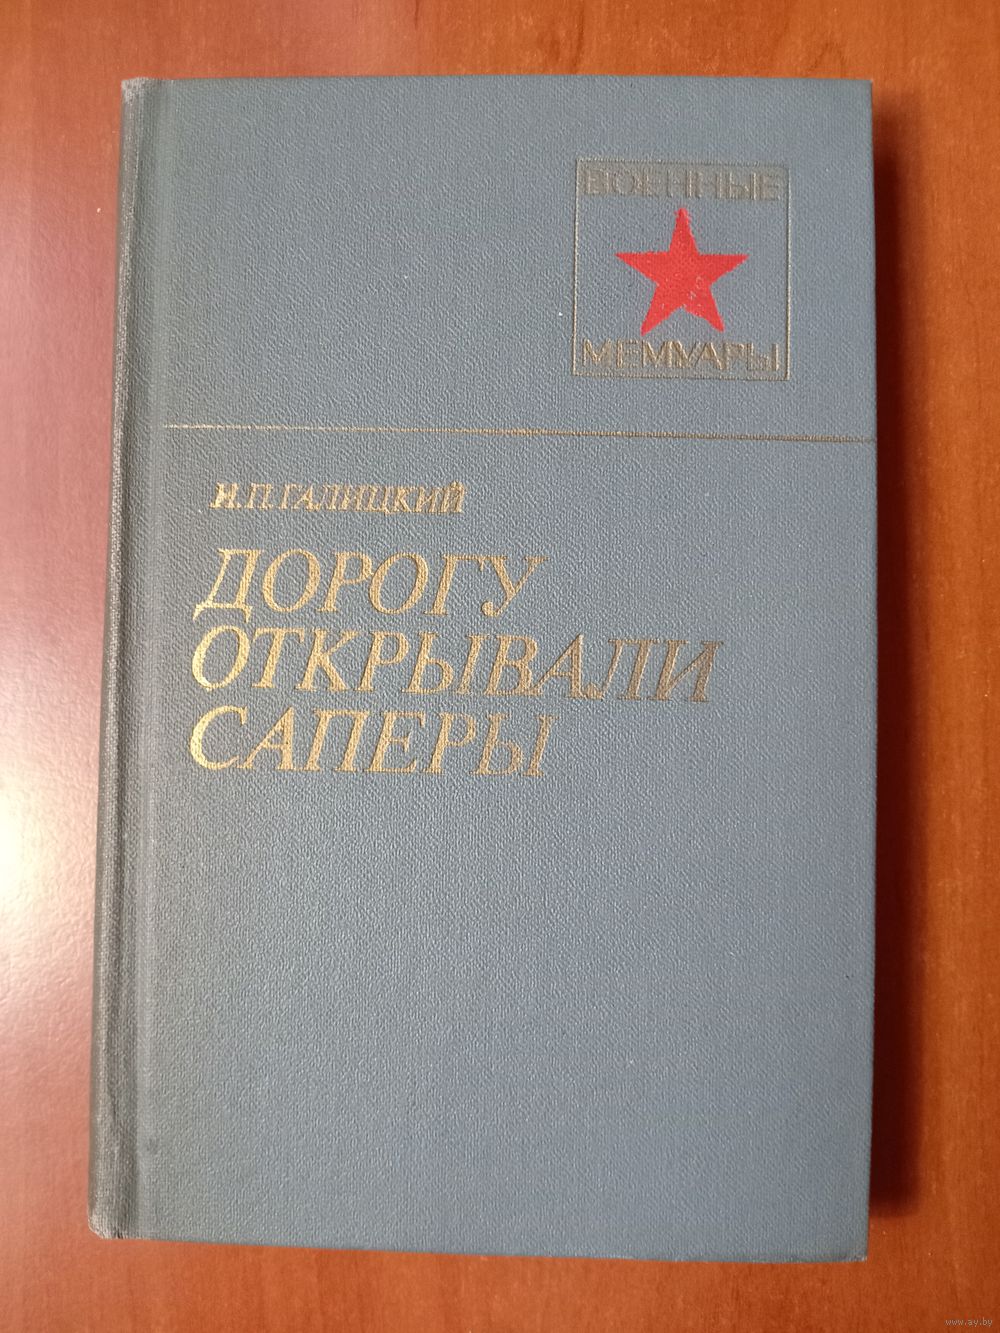 ВОЕННЫЕ
МЕМУАРЫ
И.П.ГАЛИЦКИЙ
ДОРОГУ
ОТКРЫВАЛИ
САПЕРЫ
www.ay.by